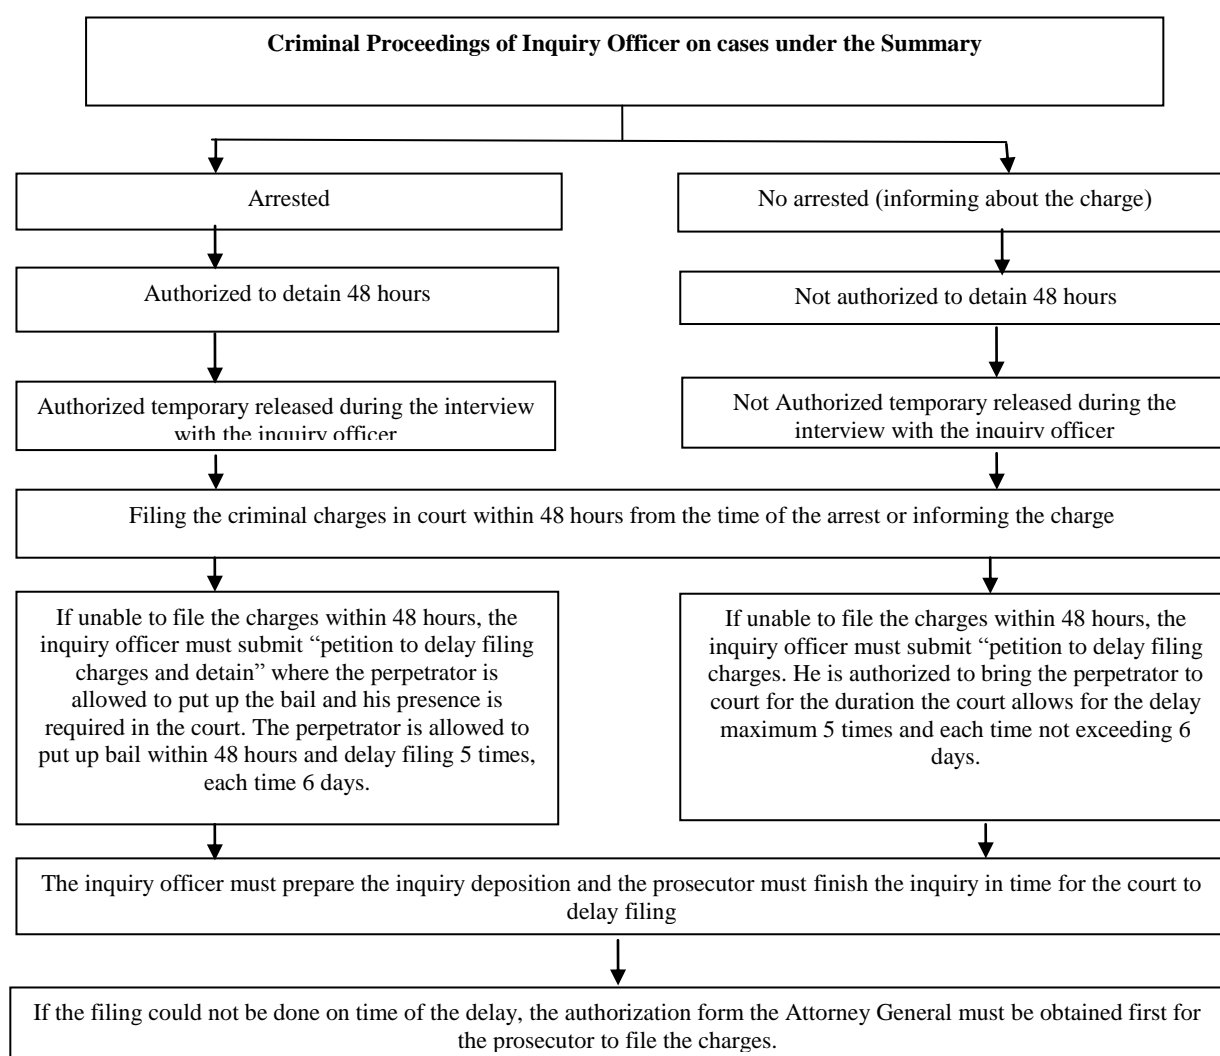 Criminal Proceedings of Inquiry Officer on cases under the Summary
Arrested
No arrested (informing about the charge)
Authorized to detain 48 hours
Not authorized to detain 48 hours
Authorized temporary released during the interview
with the inquiry officer
Not Authorized temporary released during the
interview with the inquiry officer
Filing the criminal charges in court within 48 hours from the time of the arrest or informing the charge
If unable to file the charges within 48 hours, the
inquiry officer must submit “petition to delay filing
charges and detain” where the perpetrator is
allowed to put up the bail and his presence is
required in the court. The perpetrator is allowed to
put up bail within 48 hours and delay filing 5 times,
each time 6 days.
If unable to file the charges within 48 hours, the
inquiry officer must submit “petition to delay filing
charges. He is authorized to bring the perpetrator to
court for the duration the court allows for the delay
maximum 5 times and each time not exceeding 6
days.
The inquiry officer must prepare the inquiry deposition and the prosecutor must finish the inquiry in time for the court to
delay filing
If the filing could not be done on time of the delay, the authorization form the Attorney General must be obtained first for
the prosecutor to file the charges.